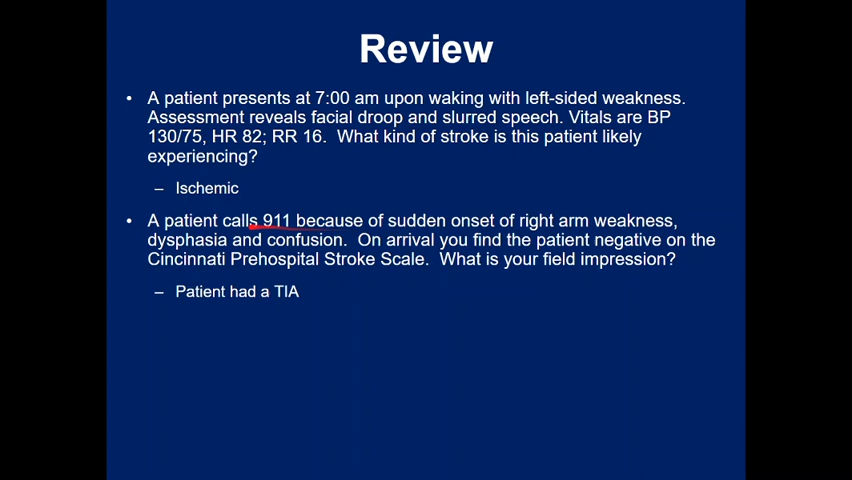 Review
• A patient presents at 7:00 am upon waking with left-sided weakness.
Assessment reveals facial droop and slurred speech. Vitals are BP
130/75, HR 82; RR 16.  What kind of stroke is this patient likely
experiencing?
– Ischemic
• A patient calls 911 because of sudden onset of right arm weakness,
dysphasia and confusion.  On arrival you find the patient negative on the
Cincinnati Prehospital Stroke Scale.  What is your field impression?
– Patient had a TIA